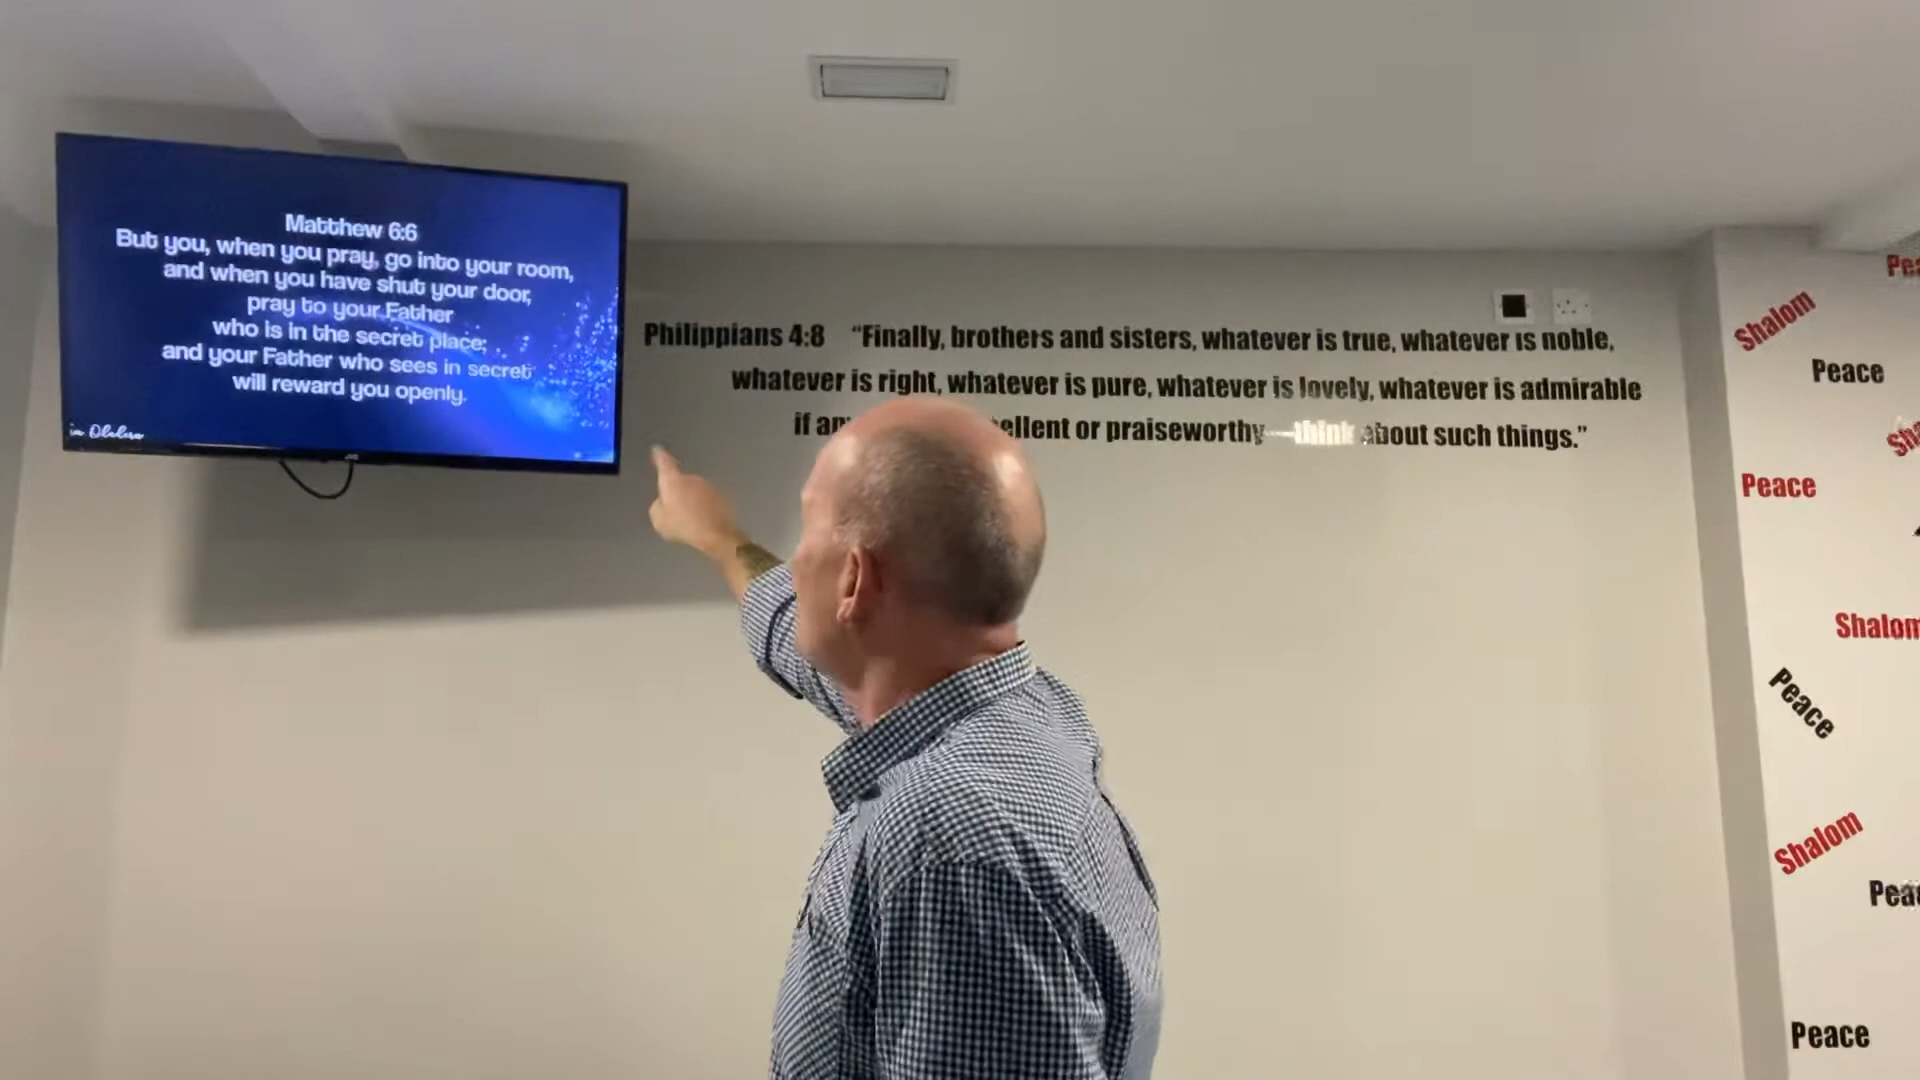 Matthew 6:6
But you, when you pray, go into your room,
and when you have shut your door,
pray to your Father
who is in the secret place;
and your Father who sees in secret
will reward you openly.
JVC
Philippians 4:8 “Finally, brothers and sisters, whatever is true, whatever is noble,
whatever is right, whatever is pure, whatever is lovely, whatever is admirable
if or praiseworthy—think about such things.”
Shalom
Peace
Peace
Shalom
Peace
Shalom
Peace